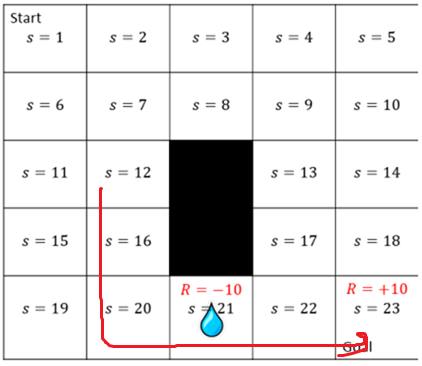 Start
s = 1 s = 2 s = 3 s = 4 s = 5
s = 6 s = 7 s = 8 s = 9 s = 10
s = 11 s = 12 s = 13 s = 14
s = 15 s = 16 s = 17 s = 18
R = −10 R = +10
s = 19 s = 20 s = 21 s = 22 s = 23
Goal